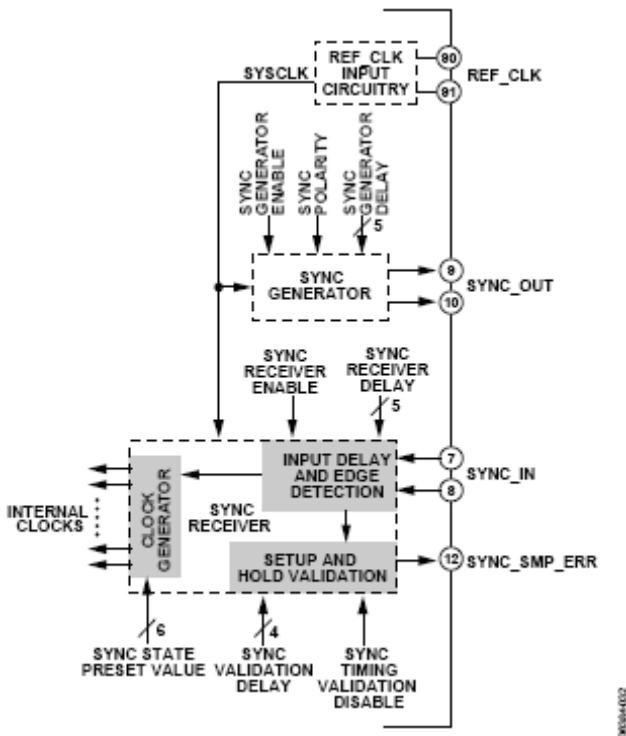 REF_CLK
INPUT
CIRCUITRY
90
91
REF_CLK
SYSCLK
SYNC
GENERATOR
ENABLE
SYNC
POLARITY
SYNC
GENERATOR
DELAY
5
SYNC
GENERATOR
9
10
SYNC_OUT
SYNC
RECEIVER
ENABLE
SYNC
RECEIVER
DELAY
5
INPUT DELAY
AND EDGE
DETECTION
7
8
SYNC_IN
INTERNAL
CLOCKS
CLOCK
GENERATOR
SYNC
RECEIVER
SETUP AND
HOLD VALIDATION
12
SYNC_SMP_ERR
6
SYNC STATE
PRESET VALUE
4
SYNC
VALIDATION
DELAY
SYNC
TIMING
VALIDATION
DISABLE